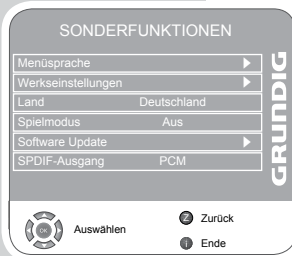 SONDERFUNKTIONEN
Menüsprache
Werkseinstellungen
Land Deutschland
Spielmodus Aus
Software Update
SPDIF-Ausgang PCM
GRUNDIG
OK
Auswählen
Z Zurück
i Ende